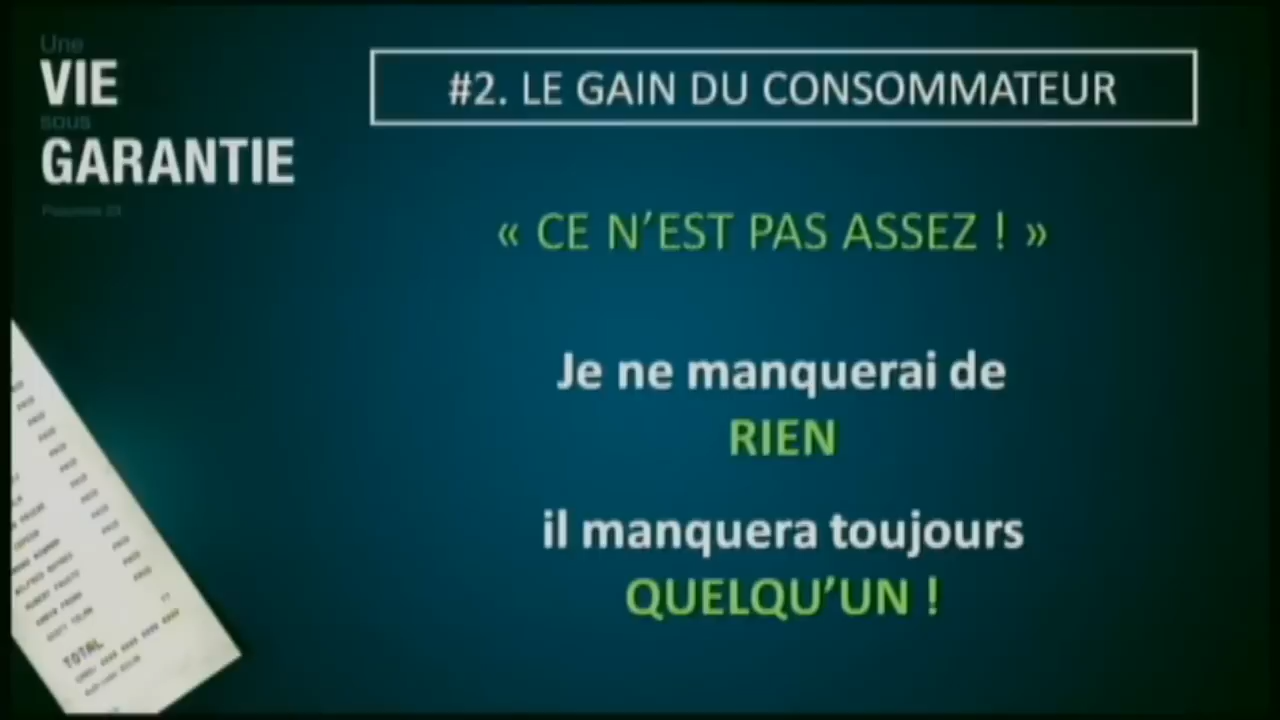 Une
VIE
sous
GARANTIE
#2. LE GAIN DU CONSOMMATEUR
« CE N’EST PAS ASSEZ ! »
Je ne manquerai de
RIEN
il manquera toujours
QUELQU’UN !
TOTAL